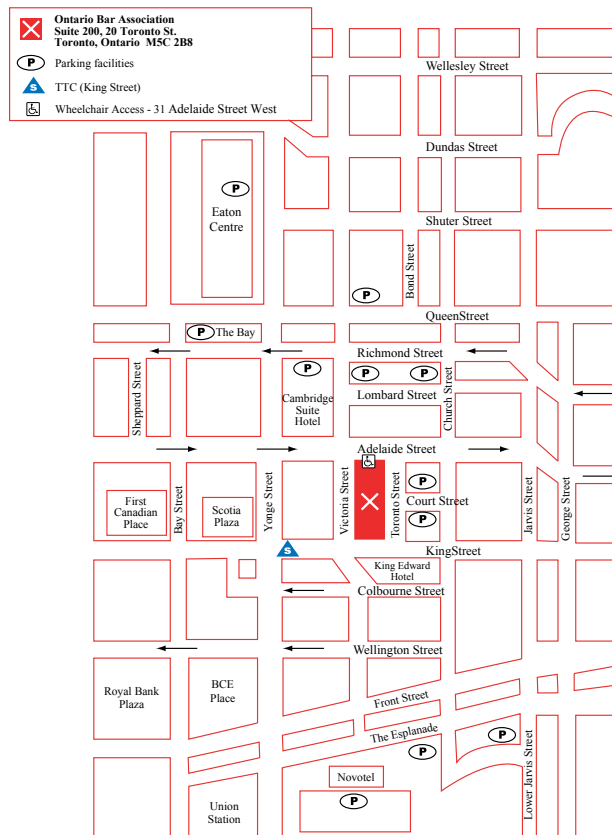 Ontario Bar Association
Suite 200, 20 Toronto St.
Toronto, Ontario  M5C 2B8
P
Parking facilities
S
TTC (King Street)
Wheelchair Access - 31 Adelaide Street West
Wellesley Street
Dundas Street
P
Eaton
Centre
Shuter Street
Bond Street
P
QueenStreet
P
The Bay
Richmond Street
Sheppard Street
P
Cambridge
Suite
Hotel
P
P
Lombard Street
Church Street
Adelaide Street
First
Canadian
Place
Bay Street
Scotia
Plaza
Yonge Street
Victoria Street
Toronto Street
P
Court Street
P
Jarvis Street
George Street
S
KingStreet
King Edward
Hotel
Colbourne Street
Wellington Street
Royal Bank
Plaza
BCE
Place
Front Street
The Esplanade
P
P
Lower Jarvis Street
Novotel
P
Union
Station